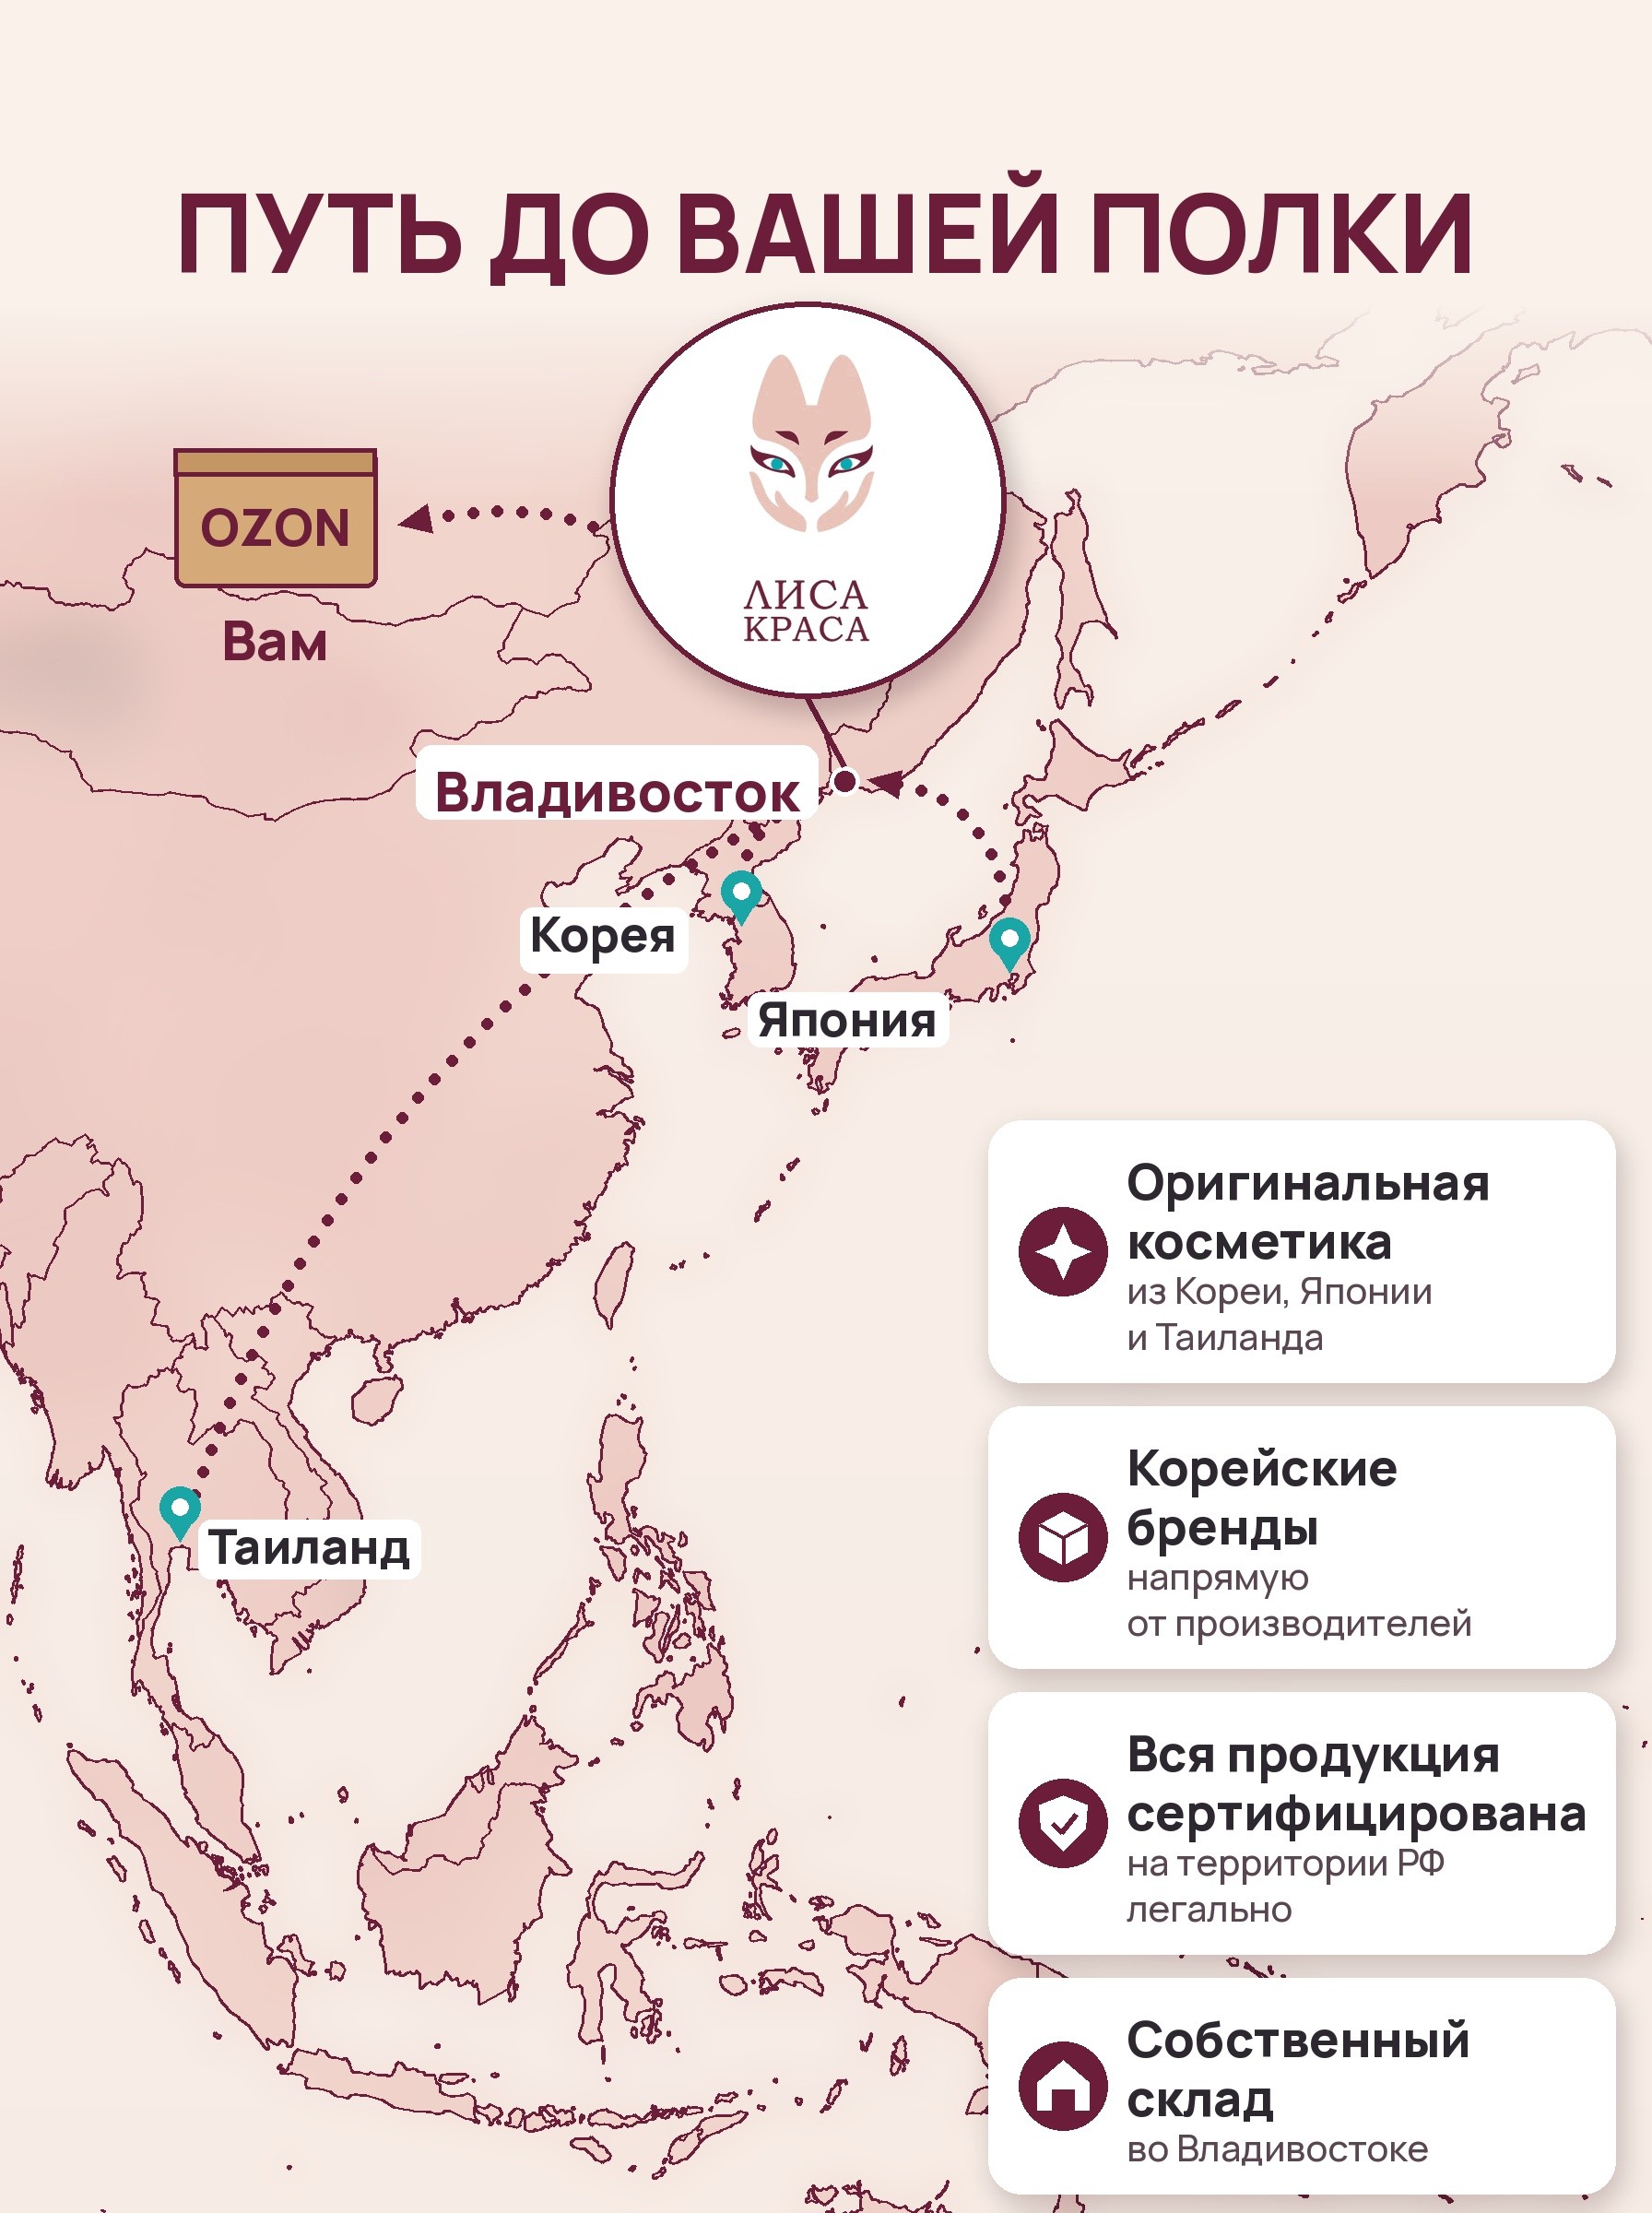 ПУТЬ ДО ВАШЕЙ ПОЛКИ
ЛИСА
КРАСА
OZON
Вам
Владивосток
Корея
Япония
Таиланд
Оригинальная
косметика
из Кореи, Японии
и Таиланда
Корейские
бренды
напрямую
от производителей
Вся продукция
сертифицирована
на территории РФ
легально
Собственный
склад
во Владивостоке